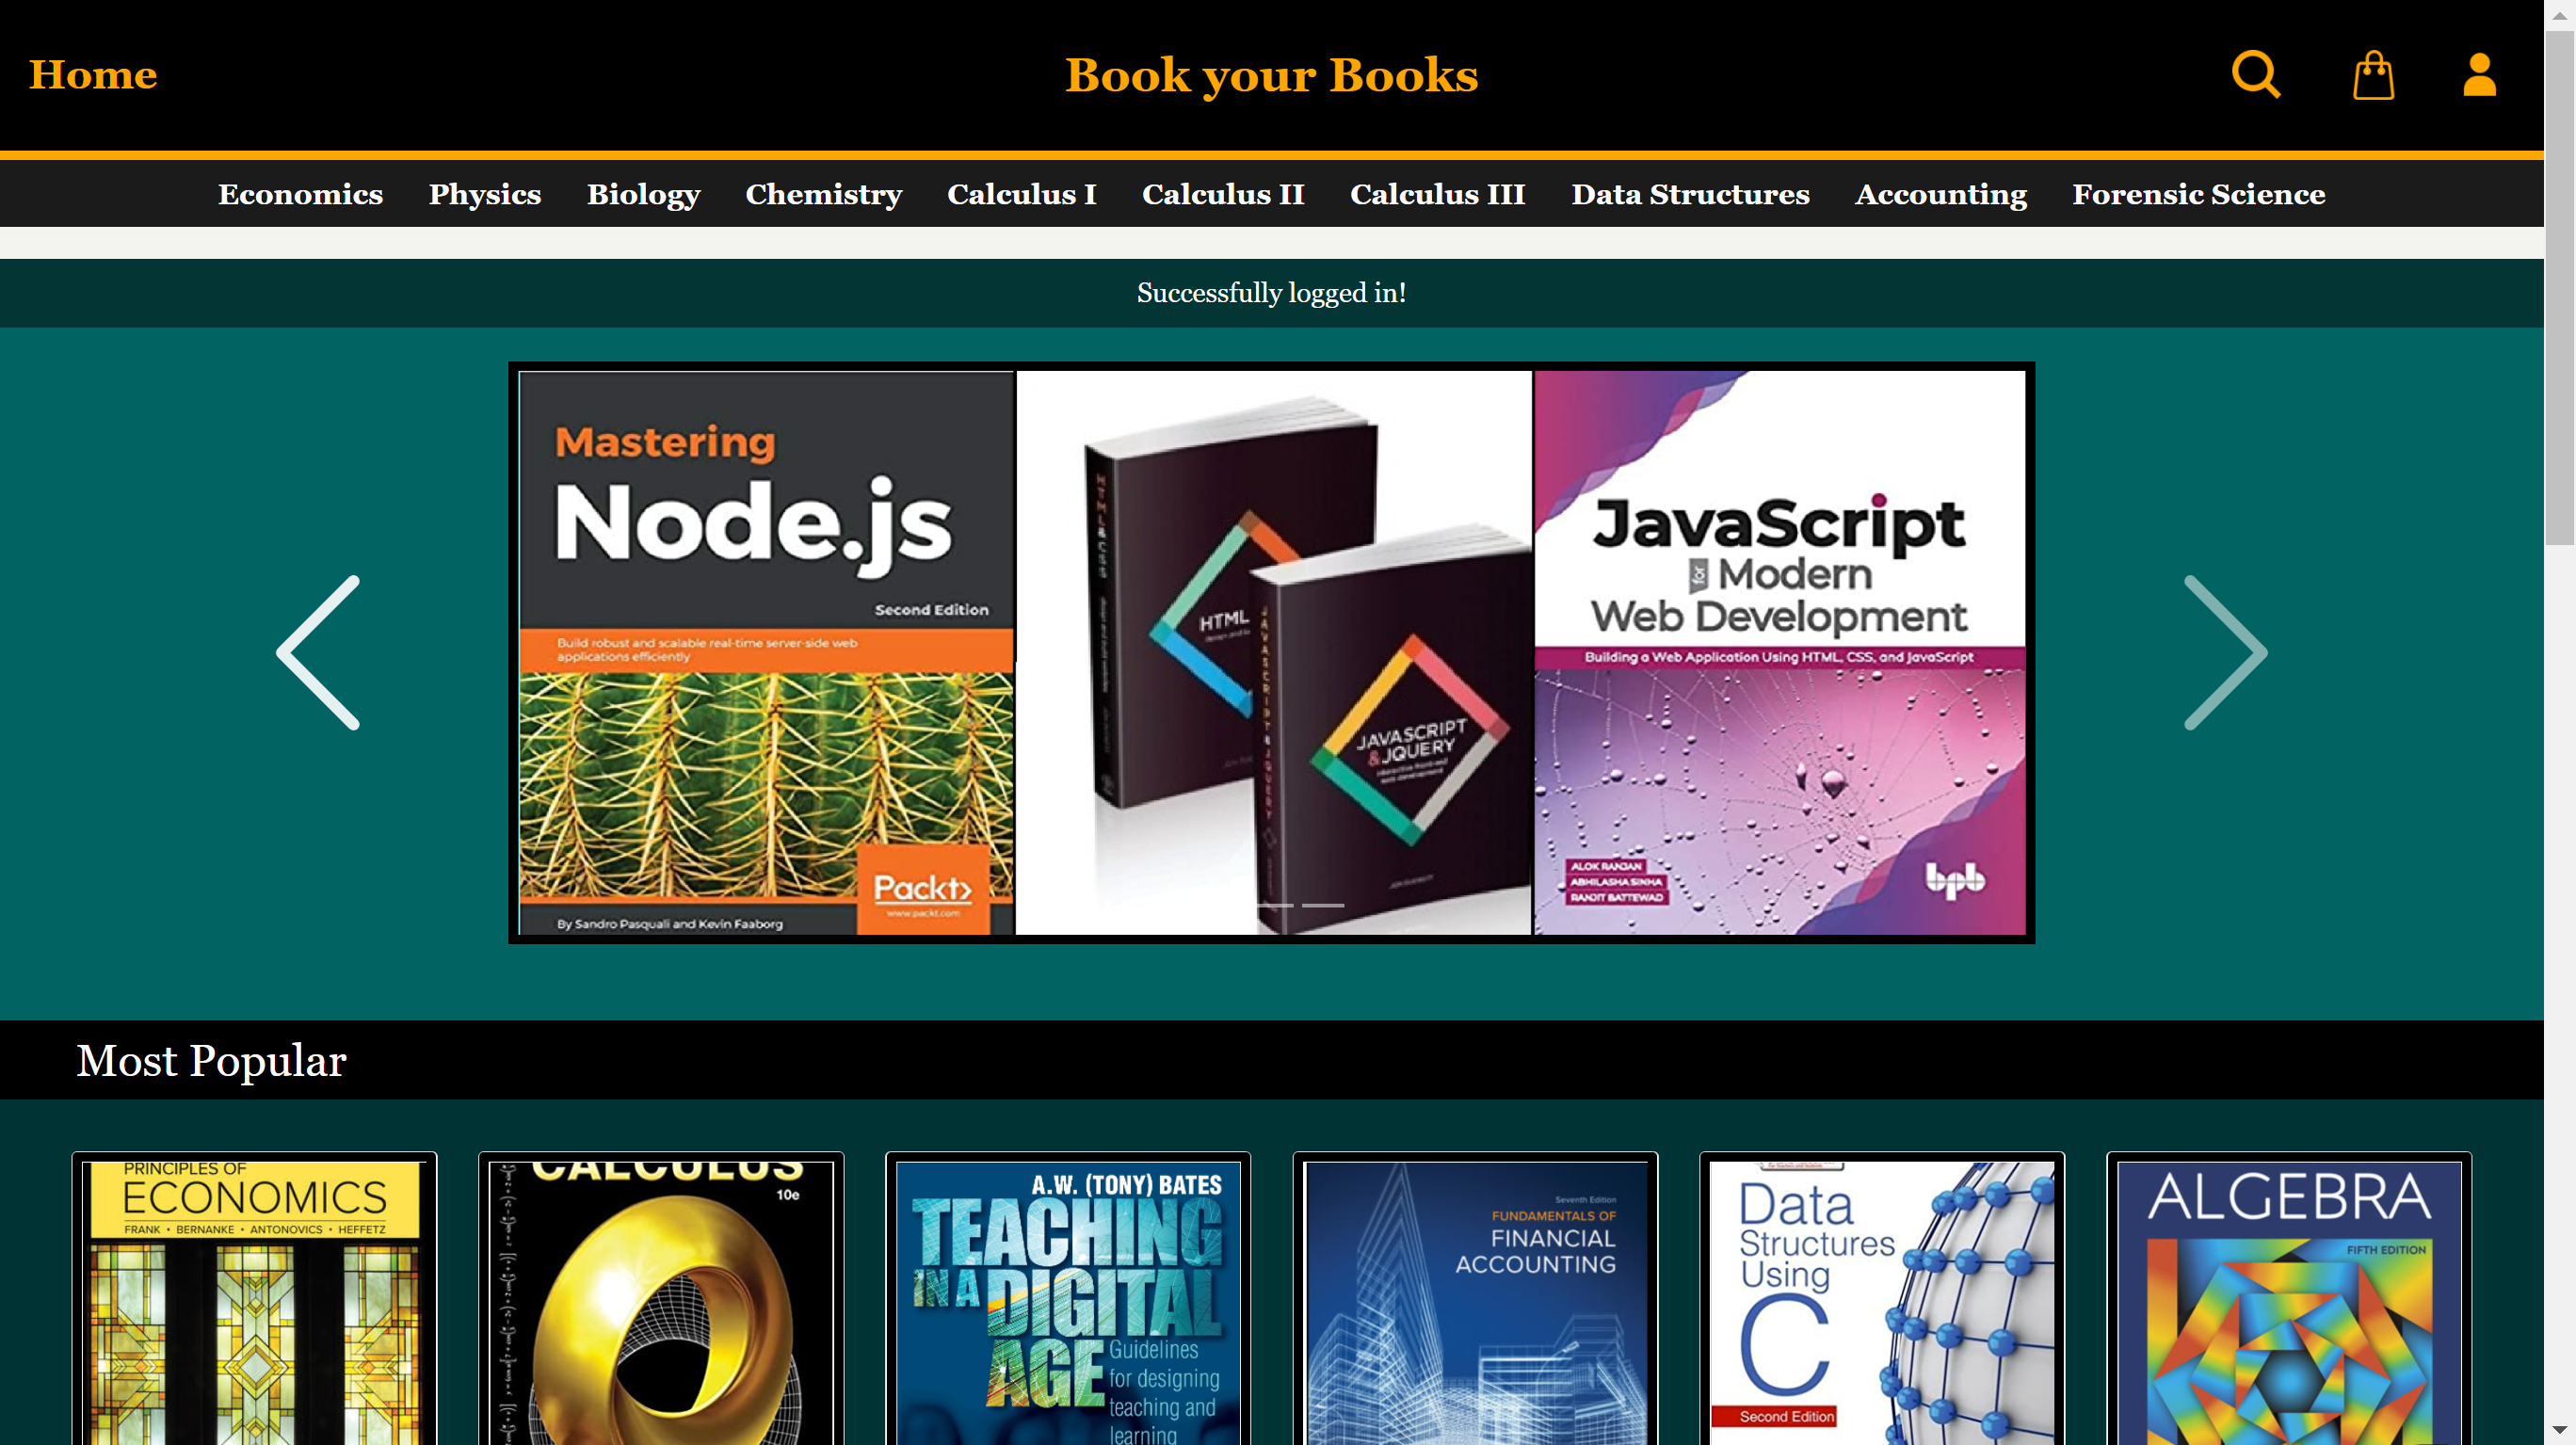 Home
Book your Books
Economics Physics Biology Chemistry Calculus I Calculus II Calculus III Data Structures Accounting Forensic Science
Successfully logged in!
Mastering
Node.js
Second Edition
Build robust and scalable real-time server-side web
applications efficiently
Packt>
www.packt.com
By Sandro Pasquali and Kevin Faaborg
HTML & CSS
HTML
JAVASCRIPT & JQUERY
JAVASCRIPT
& JQUERY
interactive front-end
web development
JavaScript
for Modern
Web Development
Building a Web Application Using HTML, CSS, and JavaScript
ALOK RANJAN
ABHILASHA SINHA
RANJIT BATTEWAD
bpb
Most Popular
PRINCIPLES OF
ECONOMICS
FRANK • BERNANKE • ANTONOVICS • HEFFETZ
CALCULUS
10e
A.W. (TONY) BATES
TEACHING
IN A DIGITAL
AGE
Guidelines
for designing
teaching and
learning
Seventh Edition
FUNDAMENTALS OF
FINANCIAL
ACCOUNTING
Data
Structures
Using
C
Second Edition
ALGEBRA
FIFTH EDITION